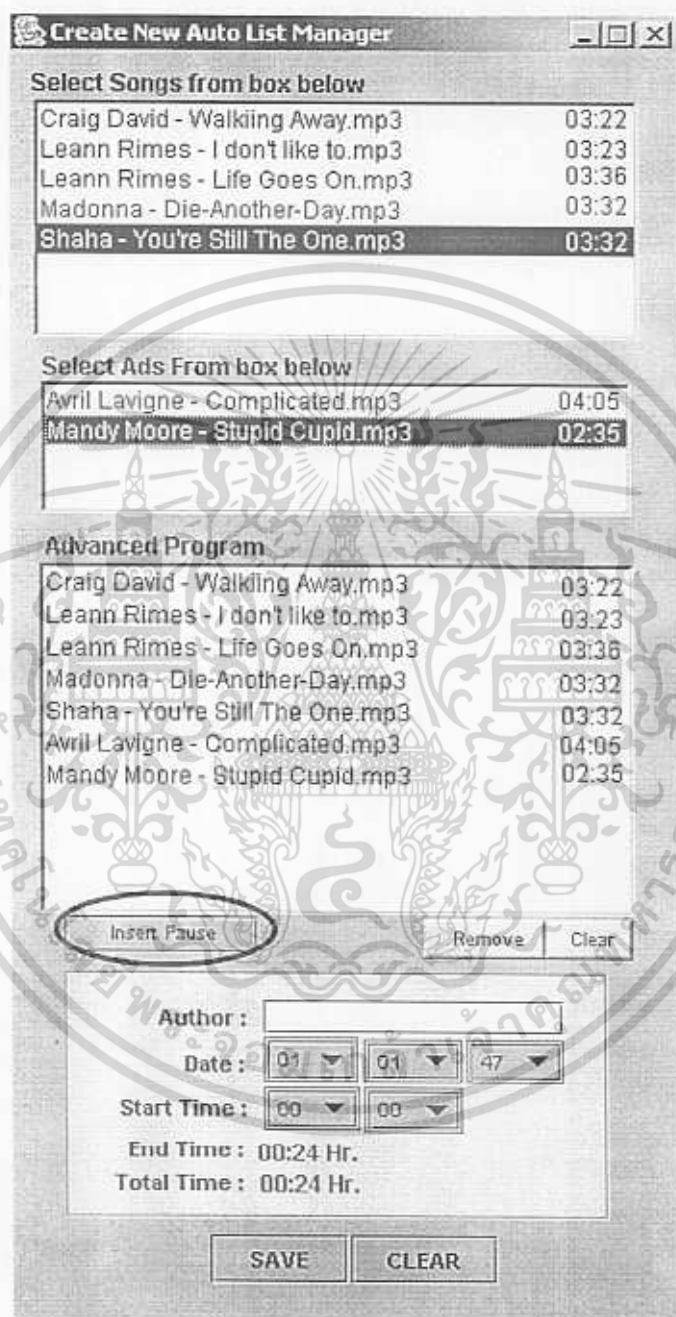 Create New Auto List Manager
Select Songs from box below
Craig David - Walkiing Away.mp3 03:22
Leann Rimes - I don't like to.mp3 03:23
Leann Rimes - Life Goes On.mp3 03:36
Madonna - Die-Another-Day.mp3 03:32
Shaha - You're Still The One.mp3 03:32
Select Ads From box below
Avril Lavigne - Complicated.mp3 04:05
Mandy Moore - Stupid Cupid.mp3 02:35
Advanced Program
Craig David - Walkiing Away.mp3 03:22
Leann Rimes - I don't like to.mp3 03:23
Leann Rimes - Life Goes On.mp3 03:36
Madonna - Die-Another-Day.mp3 03:32
Shaha - You're Still The One.mp3 03:32
Avril Lavigne - Complicated.mp3 04:05
Mandy Moore - Stupid Cupid.mp3 02:35
Insert Pause Remove Clear
Author :
Date : 01 01 47
Start Time : 00 00
End Time : 00:24 Hr.
Total Time : 00:24 Hr.
SAVE CLEAR